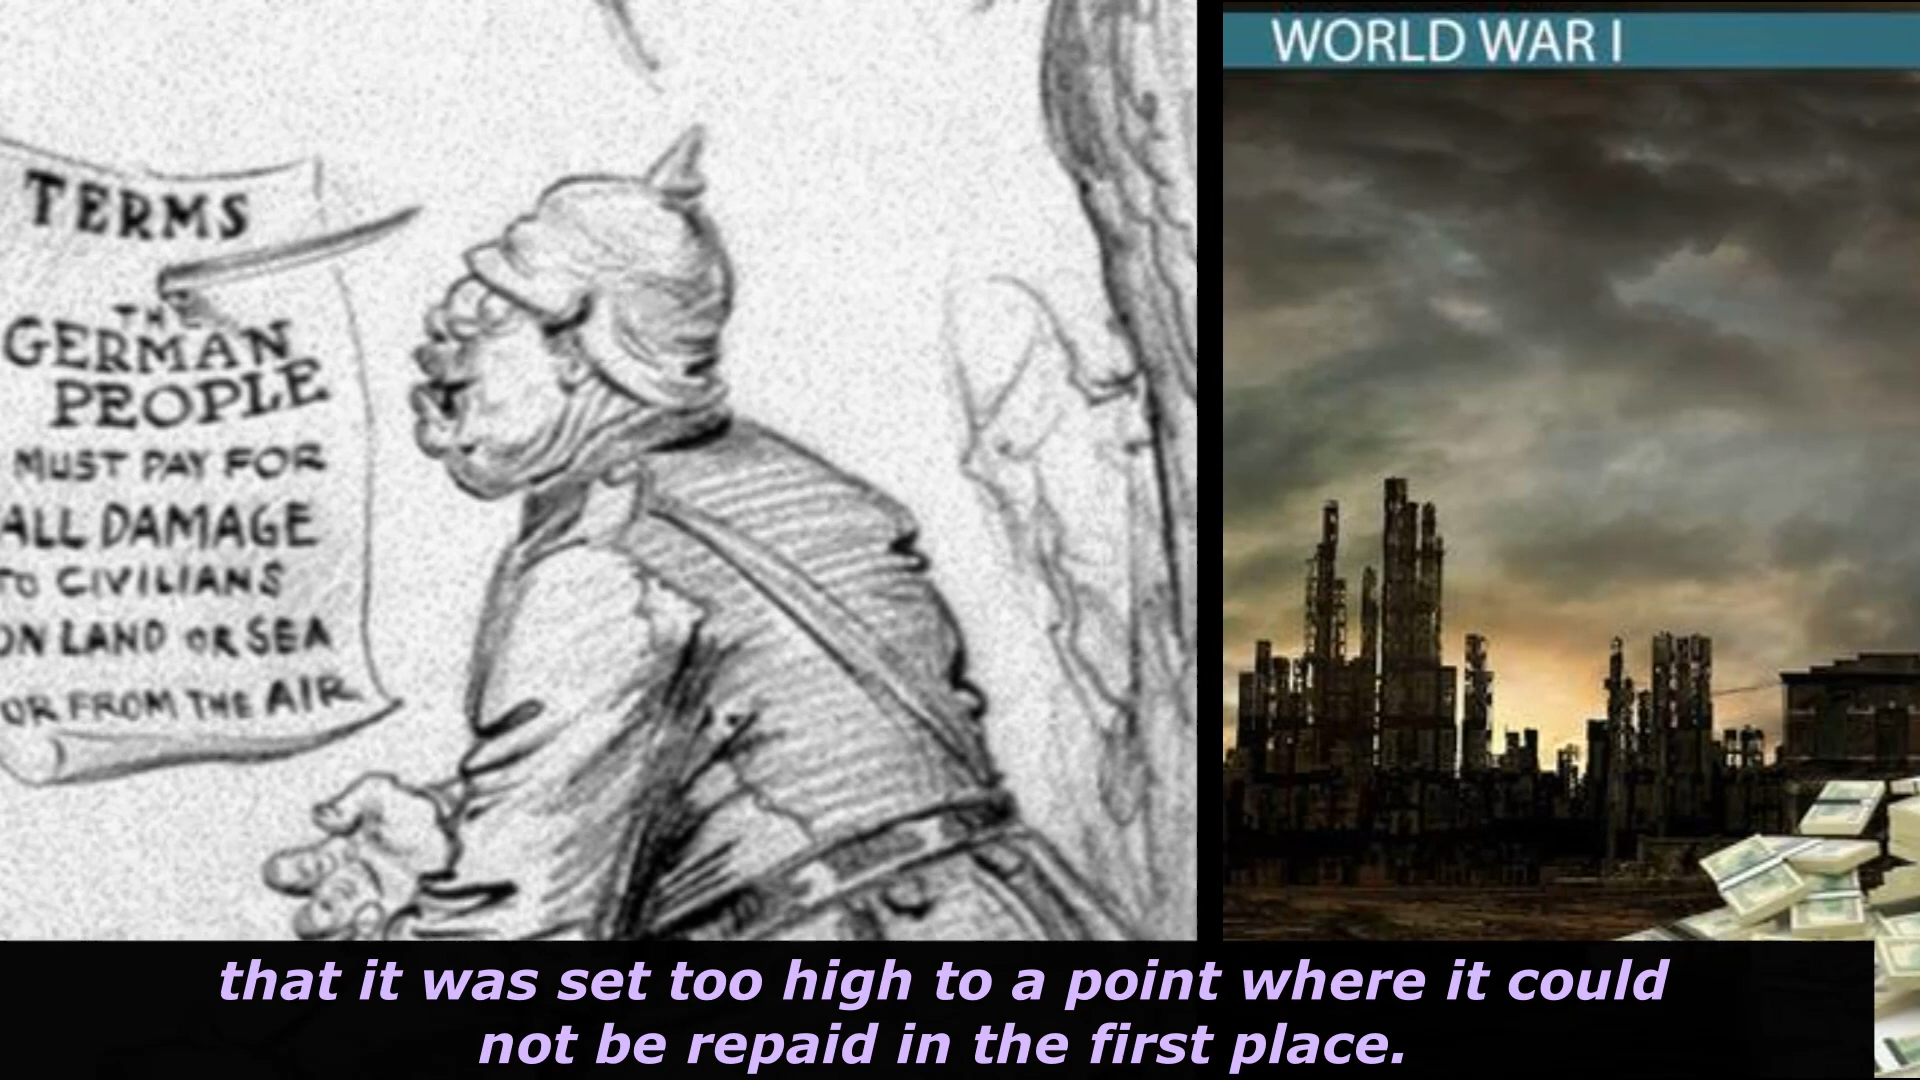 TERMS
THE
GERMAN
PEOPLE
MUST PAY FOR
ALL DAMAGE
TO CIVILIANS
ON LAND OR SEA
OR FROM THE AIR
WORLD WAR I
that it was set too high to a point where it could
not be repaid in the first place.